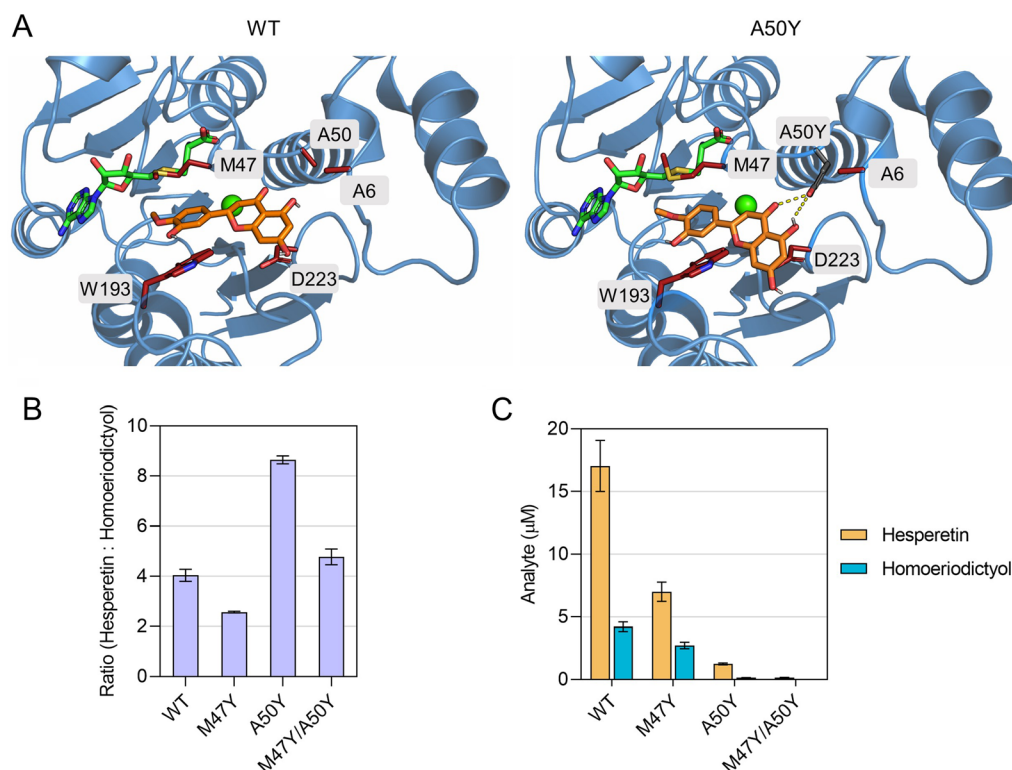 A
WT
A50Y
A50
M47
A6
D223
W193
A50Y
M47
A6
D223
W193
B
Ratio (Hesperetin : Homoeriodictyol)
10
8
6
4
2
0
WT
M47Y
A50Y
M47Y/A50Y
C
Analyte (µM)
20
15
10
5
0
WT
M47Y
A50Y
M47Y/A50Y
Hesperetin
Homoeriodictyol